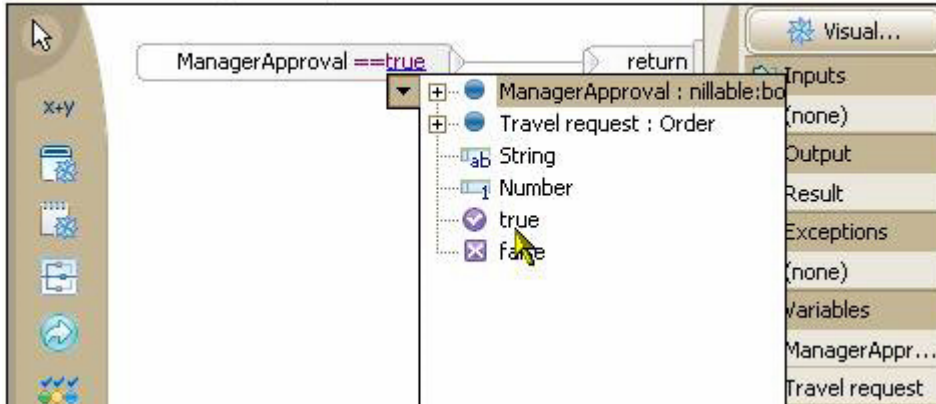 ManagerApproval ==true
return
x+y
ManagerApproval : nillable:bo
Travel request : Order
ab String
1 Number
true
false
Visual...
Inputs
(none)
Output
Result
Exceptions
(none)
Variables
ManagerAppr...
Travel request